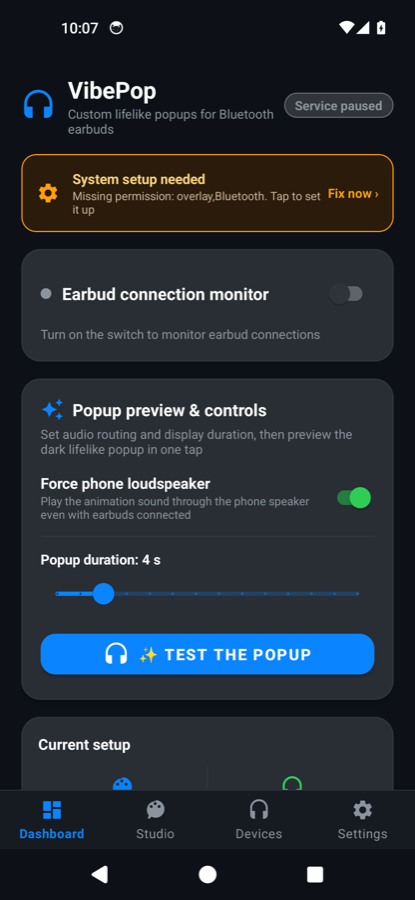 10:07
VibePop
Custom lifelike popups for Bluetooth
earbuds
Service paused
System setup needed
Missing permission: overlay,Bluetooth. Tap to set
it up
Fix now ›
Earbud connection monitor
Turn on the switch to monitor earbud connections
Popup preview & controls
Set audio routing and display duration, then preview the
dark lifelike popup in one tap
Force phone loudspeaker
Play the animation sound through the phone speaker
even with earbuds connected
Popup duration: 4 s
✨ TEST THE POPUP
Current setup
Dashboard
Studio
Devices
Settings